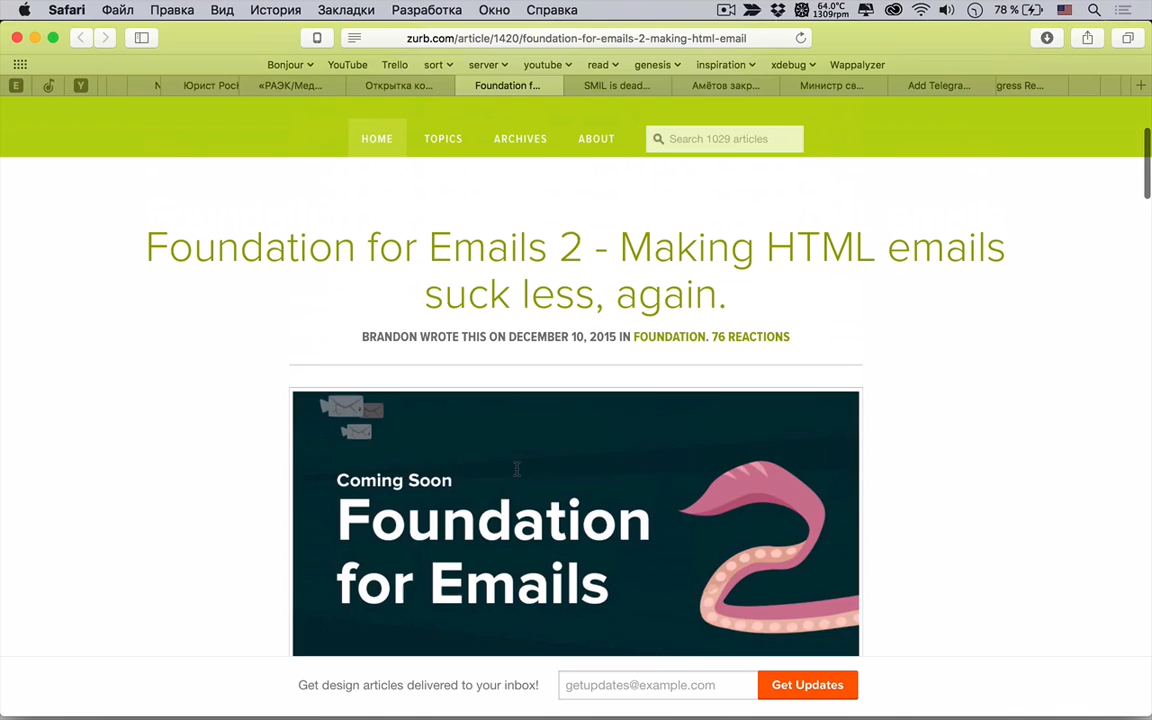 Safari Файл Правка Вид История Закладки Разработка Окно Справка 64.0°C 1309rpm 78 %
zurb.com/article/1420/foundation-for-emails-2-making-html-email
Bonjour YouTube Trello sort server youtube read genesis inspiration xdebug Wappalyzer
E Y N Юрист Рос «РАЭК/Мед... Открытка ко... Foundation f... SMIL is dead... Амётов закр... Министр св... Add Telegra... gress Re...
HOME TOPICS ARCHIVES ABOUT Search 1029 articles
Foundation for Emails 2 - Making HTML emails
suck less, again.
BRANDON WROTE THIS ON DECEMBER 10, 2015 IN FOUNDATION. 76 REACTIONS
Coming Soon
Foundation
for Emails
Get design articles delivered to your inbox! getupdates@example.com Get Updates